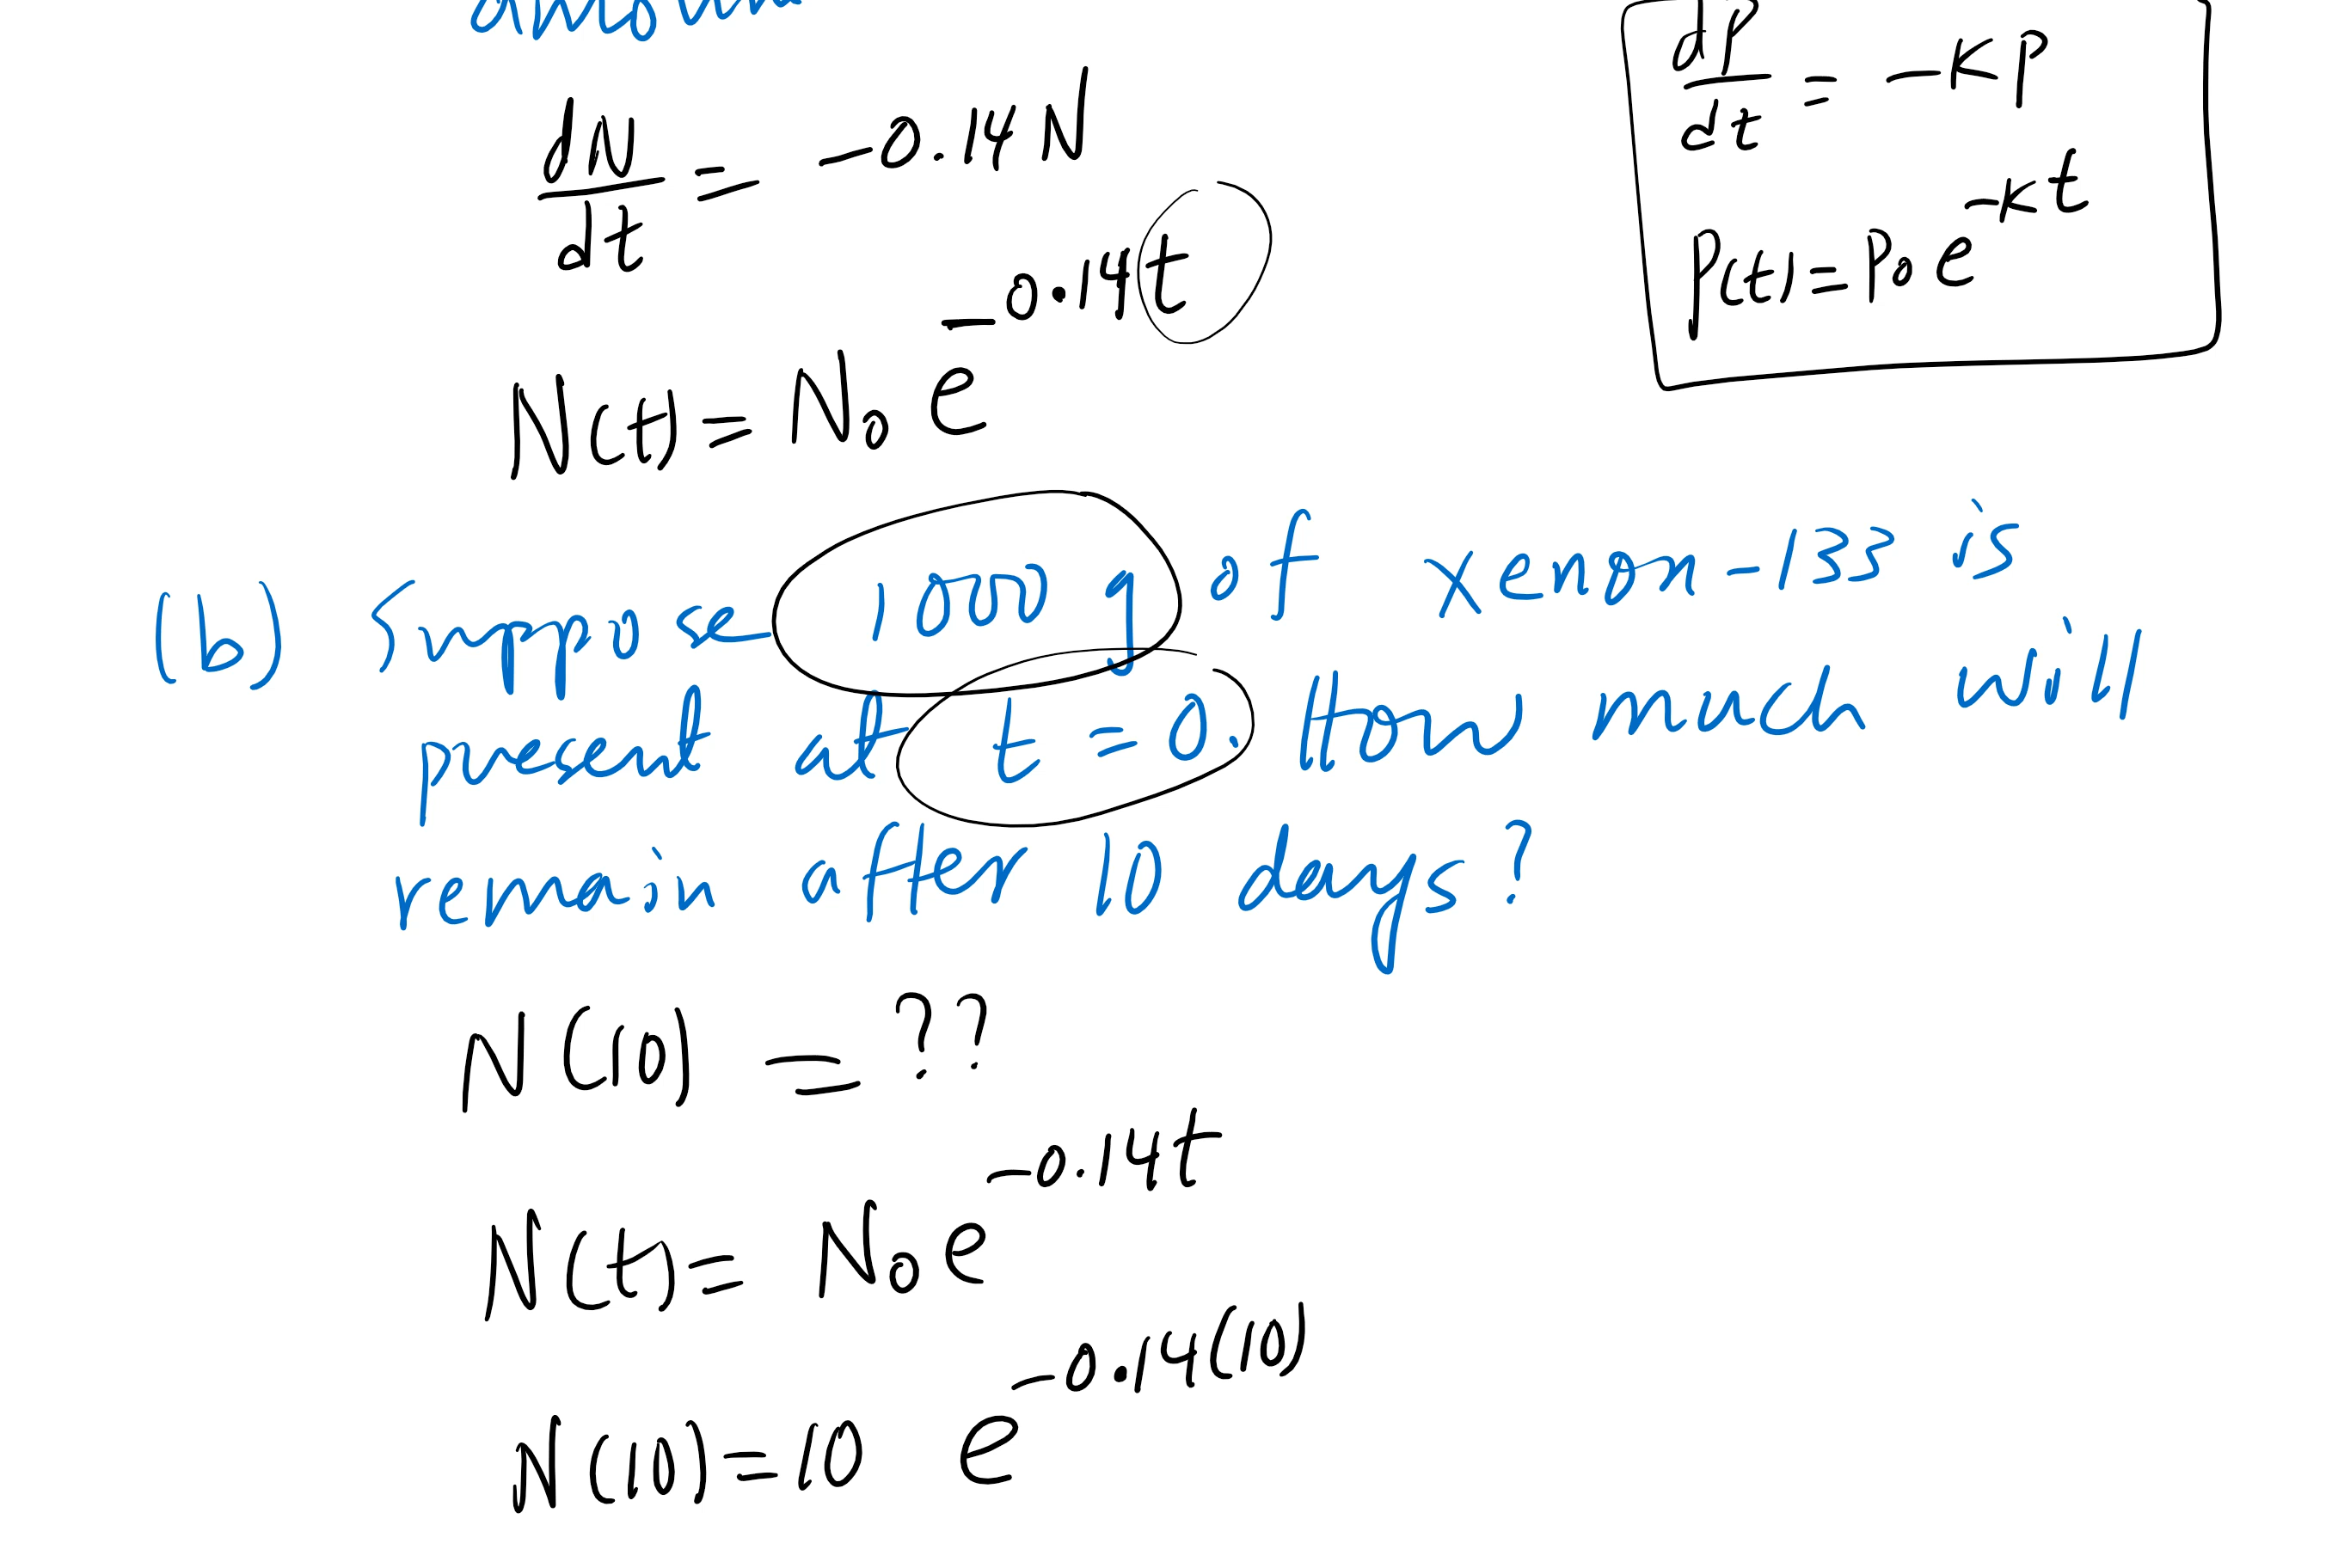 dN/dt = -0.14N
N(t) = N₀ e^-0.14t
dp/dt = -Kp
p(t) = p₀ e^-Kt
(b) Suppose 1000 g of xenon-133 is
present at t = 0. How much will
remain after 10 days?
N(10) = ??
N(t) = N₀e^-0.14t
N(10) = 10 e^-0.14(10)